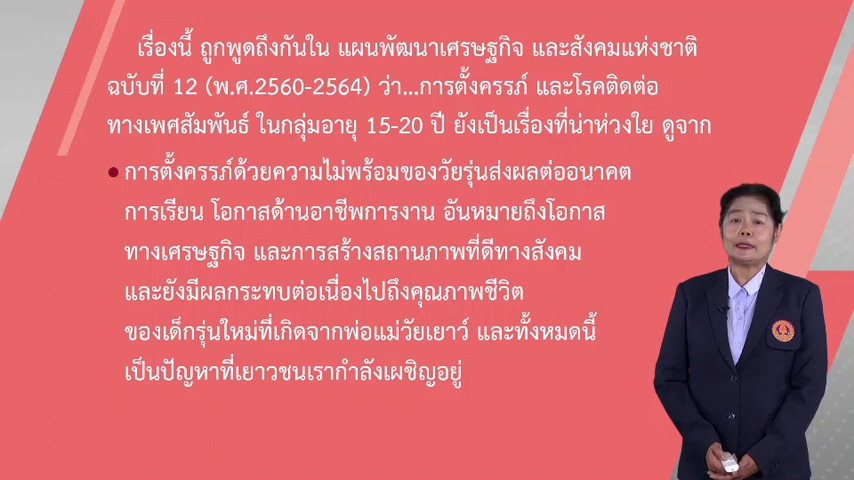 เรื่องนี้ ถูกพูดถึงกันใน แผนพัฒนาเศรษฐกิจ และสังคมแห่งชาติ
ฉบับที่ 12 (พ.ศ.2560-2564) ว่า...การตั้งครรภ์ และโรคติดต่อ
ทางเพศสัมพันธ์ ในกลุ่มอายุ 15-20 ปี ยังเป็นเรื่องที่น่าห่วงใย ดูจาก
• การตั้งครรภ์ด้วยความไม่พร้อมของวัยรุ่นส่งผลต่ออนาคต
การเรียน โอกาสด้านอาชีพการงาน อันหมายถึงโอกาส
ทางเศรษฐกิจ และการสร้างสถานภาพที่ดีทางสังคม
และยังมีผลกระทบต่อเนื่องไปถึงคุณภาพชีวิต
ของเด็กรุ่นใหม่ที่เกิดจากพ่อแม่วัยเยาว์ และทั้งหมดนี้
เป็นปัญหาที่เยาวชนเรากำลังเผชิญอยู่